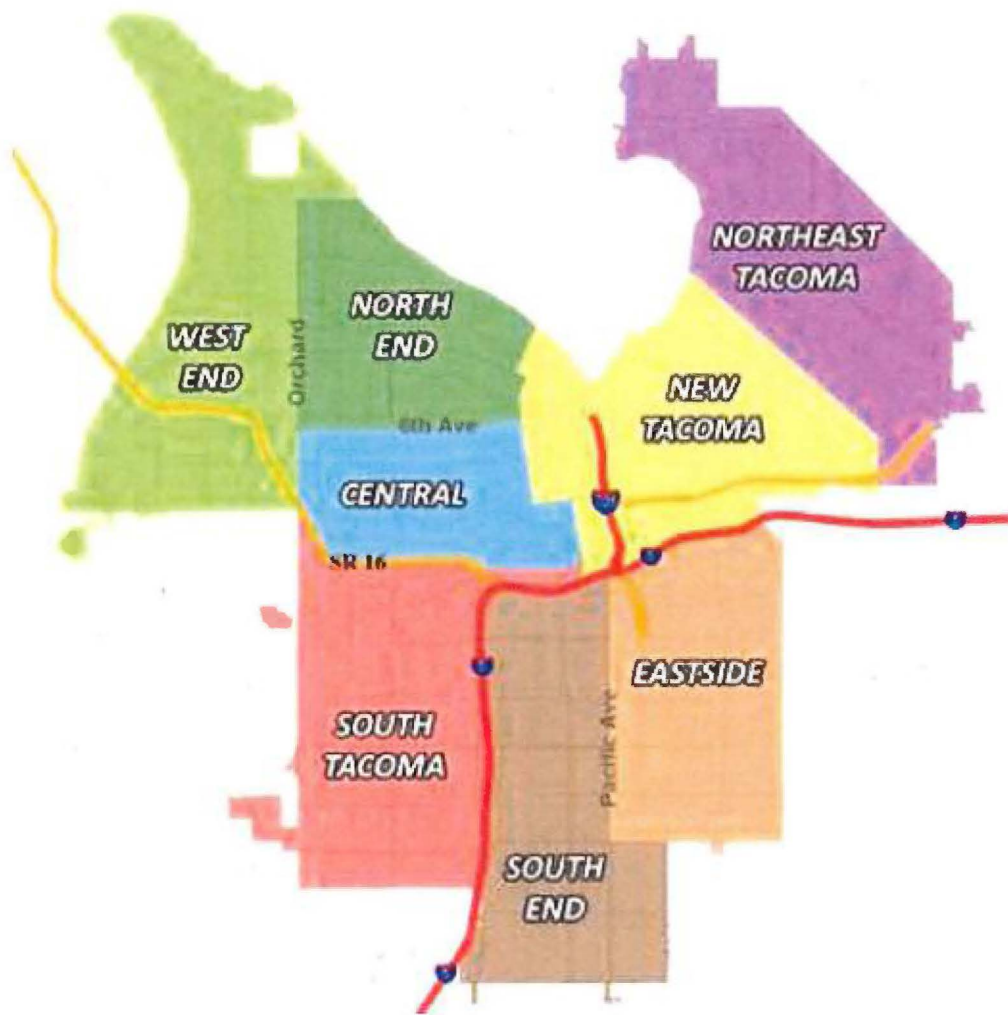 NORTHEAST
TACOMA
NORTH
END
WEST
END
Orchard
NEW
TACOMA
6th Ave
CENTRAL
SR 16
EASTSIDE
SOUTH
TACOMA
Pacific Ave
SOUTH
END